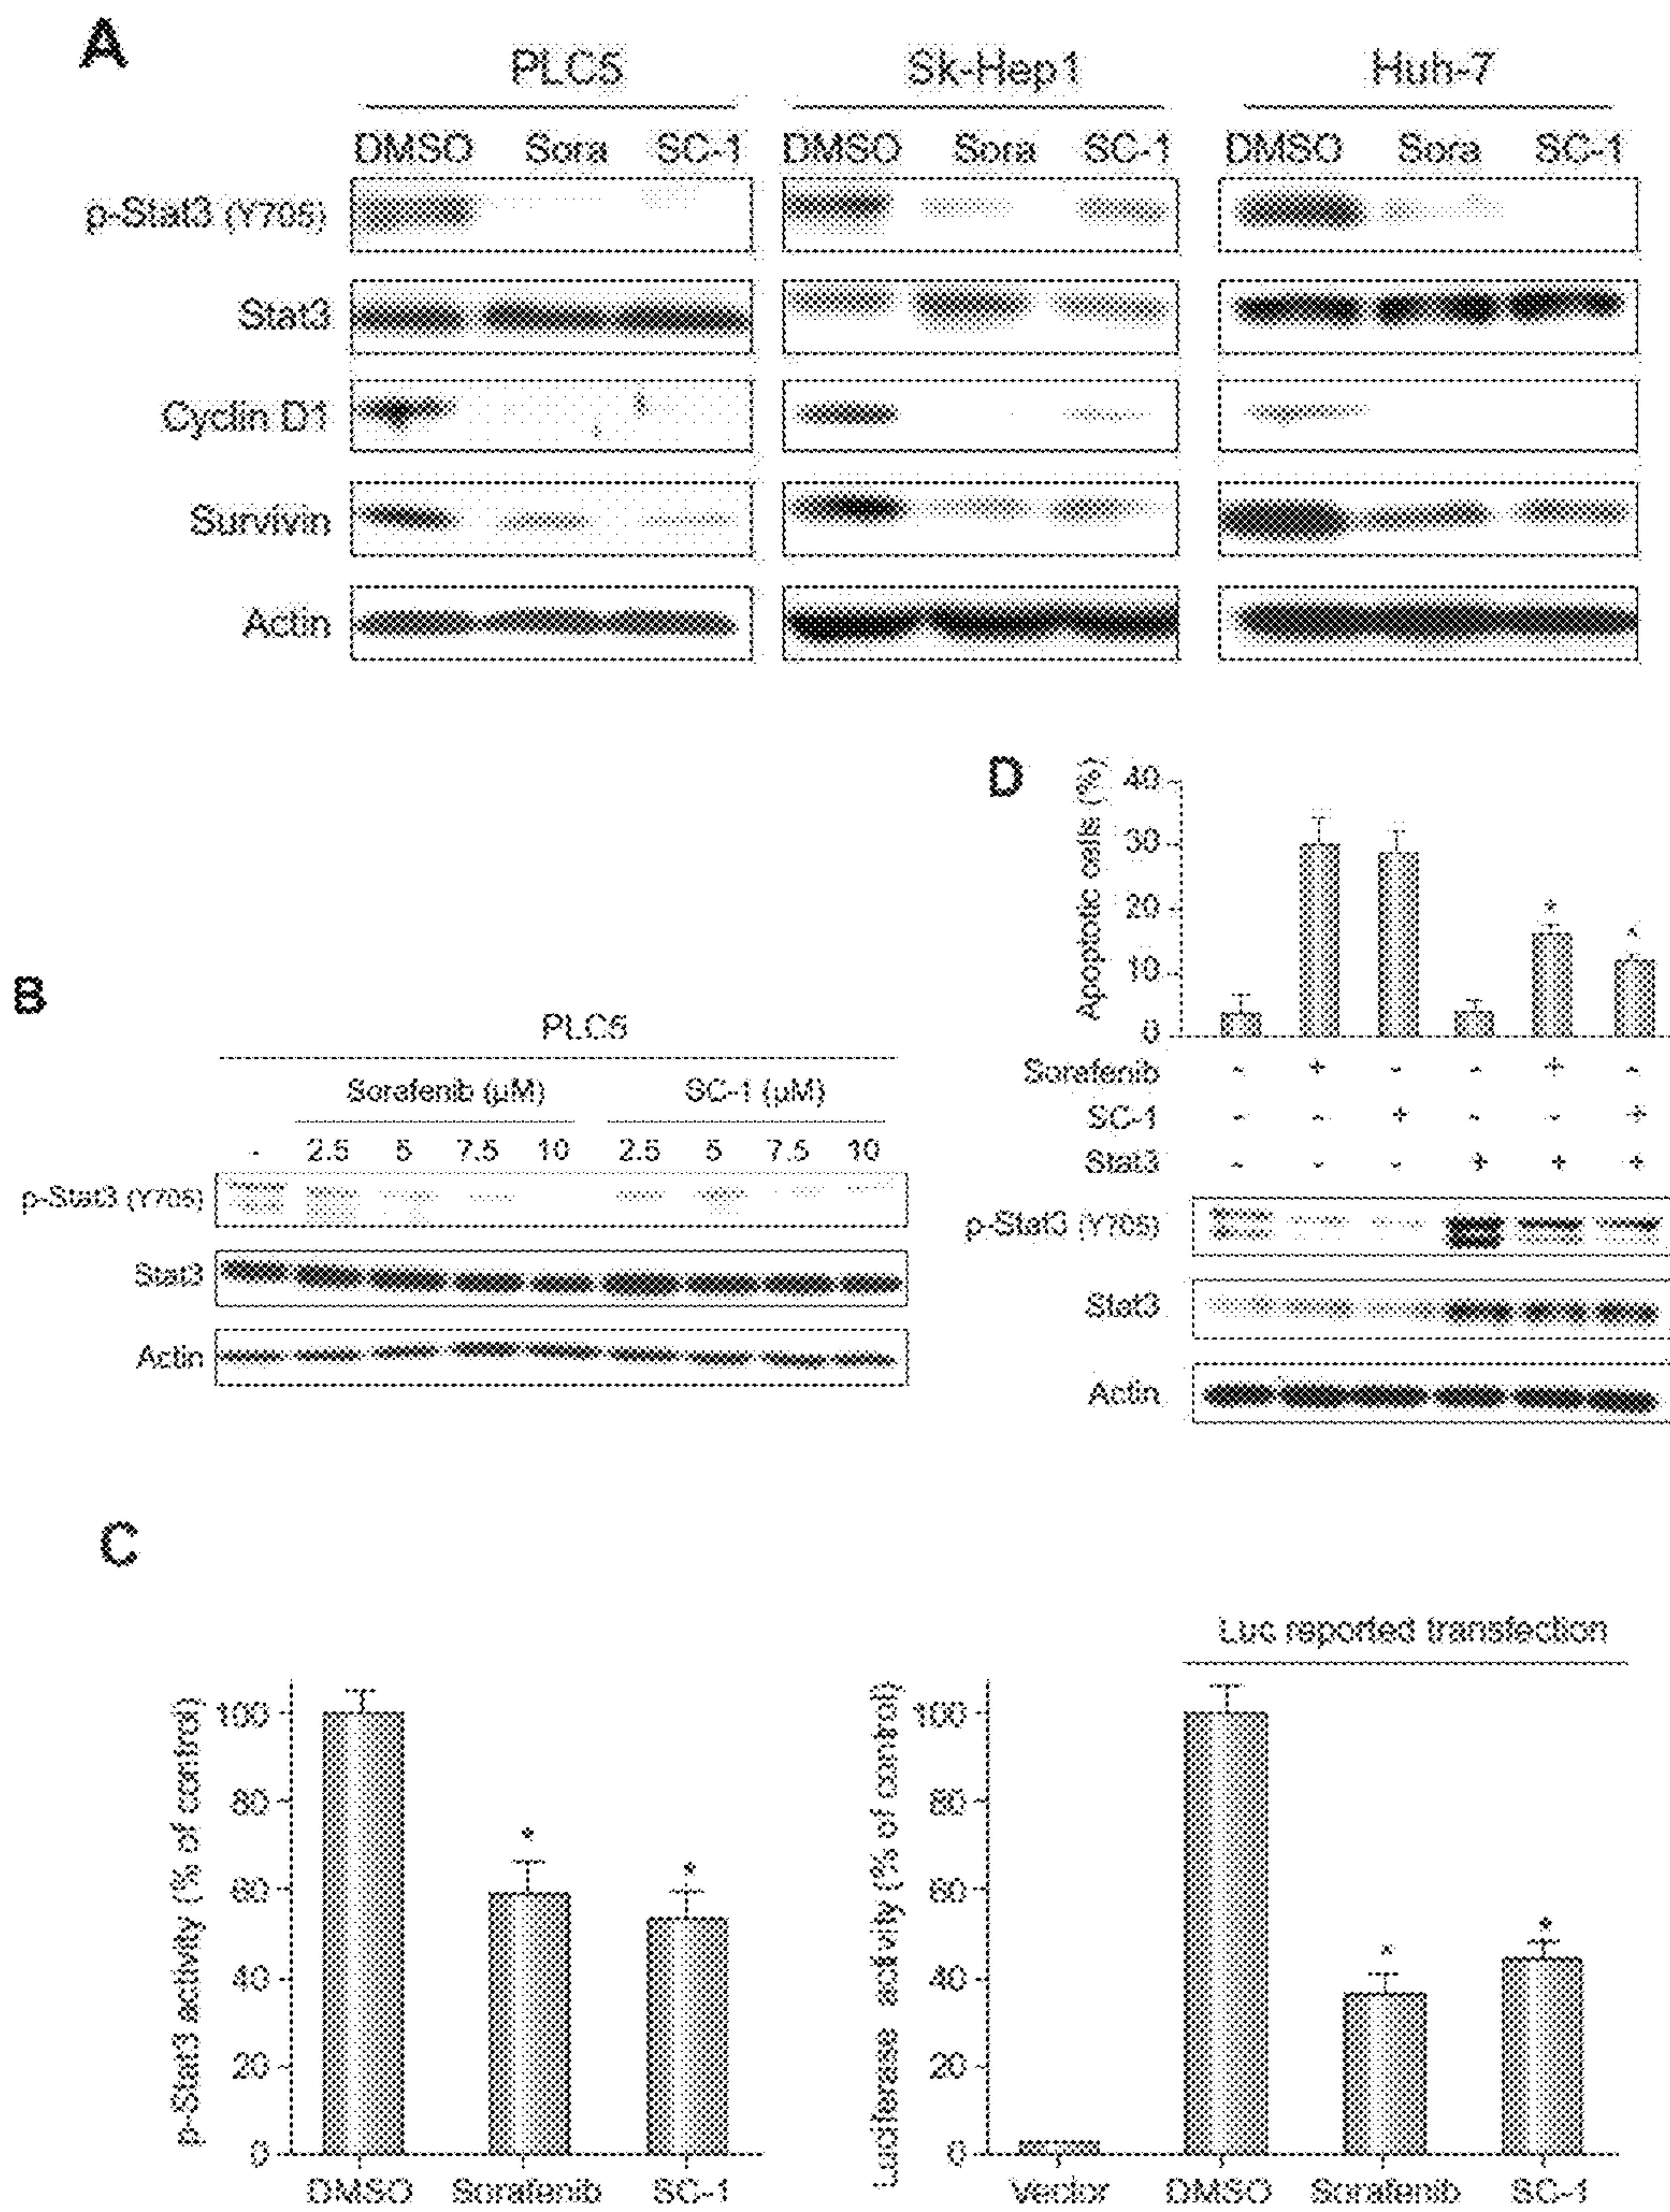 A
PLC5 Sk-Hep1 Huh-7
DMSO Sora SC-1 DMSO Sora SC-1 DMSO Sora SC-1
p-Stat3 (Y705)
Stat3
Cyclin D1
Survivin
Actin
B
PLC5
Sorafenib (µM) SC-1 (µM)
- 2.5 5 7.5 10 2.5 5 7.5 10
p-Stat3 (Y705)
Stat3
Actin
D
Apoptotic cells (%)
40
30
20
10
0
* *
Sorafenib - + - - + -
SC-1 - - + - - +
Stat3 - - - + + +
p-Stat3 (Y705)
Stat3
Actin
C
p-Stat3 activity (% of control)
100
80
60
40
20
0
* *
DMSO Sorafenib SC-1
Luc reported transfection
Luciferase activity (% of control)
100
80
60
40
20
0
* *
Vector DMSO Sorafenib SC-1